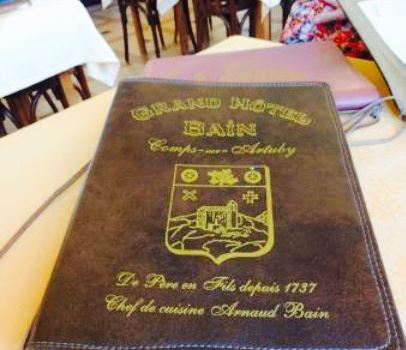 GRAND HÔTEL
BAIN
Comps-sur-Artuby
De Père en Fils depuis 1737
Chef de cuisine Arnaud Bain